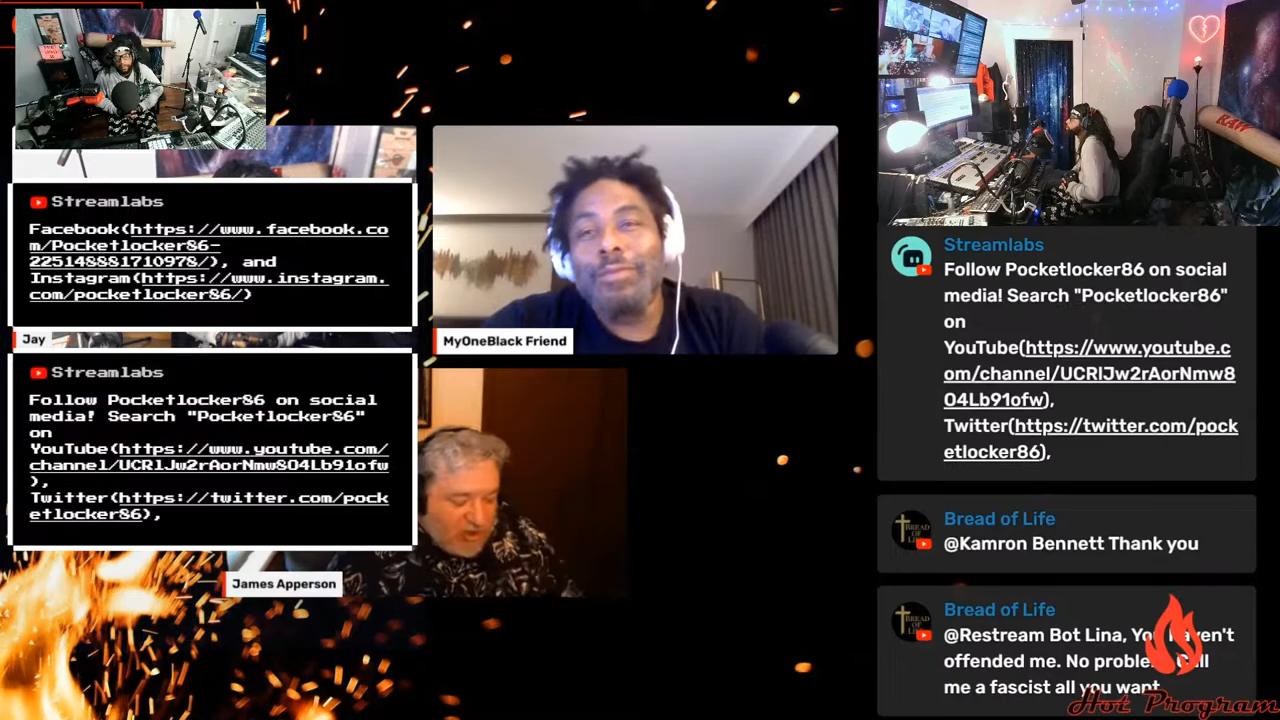 Streamlabs
Facebook(https://www.facebook.co
m/Pocketlocker86-
225148881710978/), and
Instagram(https://www.instagram.
com/pocketlocker86/)
Jay
Streamlabs
Follow Pocketlocker86 on social
media! Search "Pocketlocker86"
on
YouTube(https://www.youtube.com/
channel/UCRlJw2rAorNmw8O4Lb91ofw
),
Twitter(https://twitter.com/pock
etlocker86),
MyOneBlack Friend
James Apperson
RAW
Streamlabs
Follow Pocketlocker86 on social
media! Search "Pocketlocker86"
on
YouTube(https://www.youtube.c
om/channel/UCRlJw2rAorNmw8
O4Lb91ofw),
Twitter(https://twitter.com/pock
etlocker86),
Bread of Life
@Kamron Bennett Thank you
Bread of Life
@Restream Bot Lina, You haven't
offended me. No problem. Call
me a fascist all you want
Hot Program